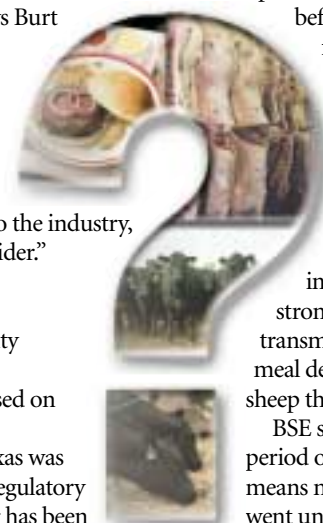 s Burt
o the industry,
ider.”
ty
sed on
xas was
egulatory
has been
bef
in
stron
transm
meal de
sheep th
BSE s
period o
means n
went un